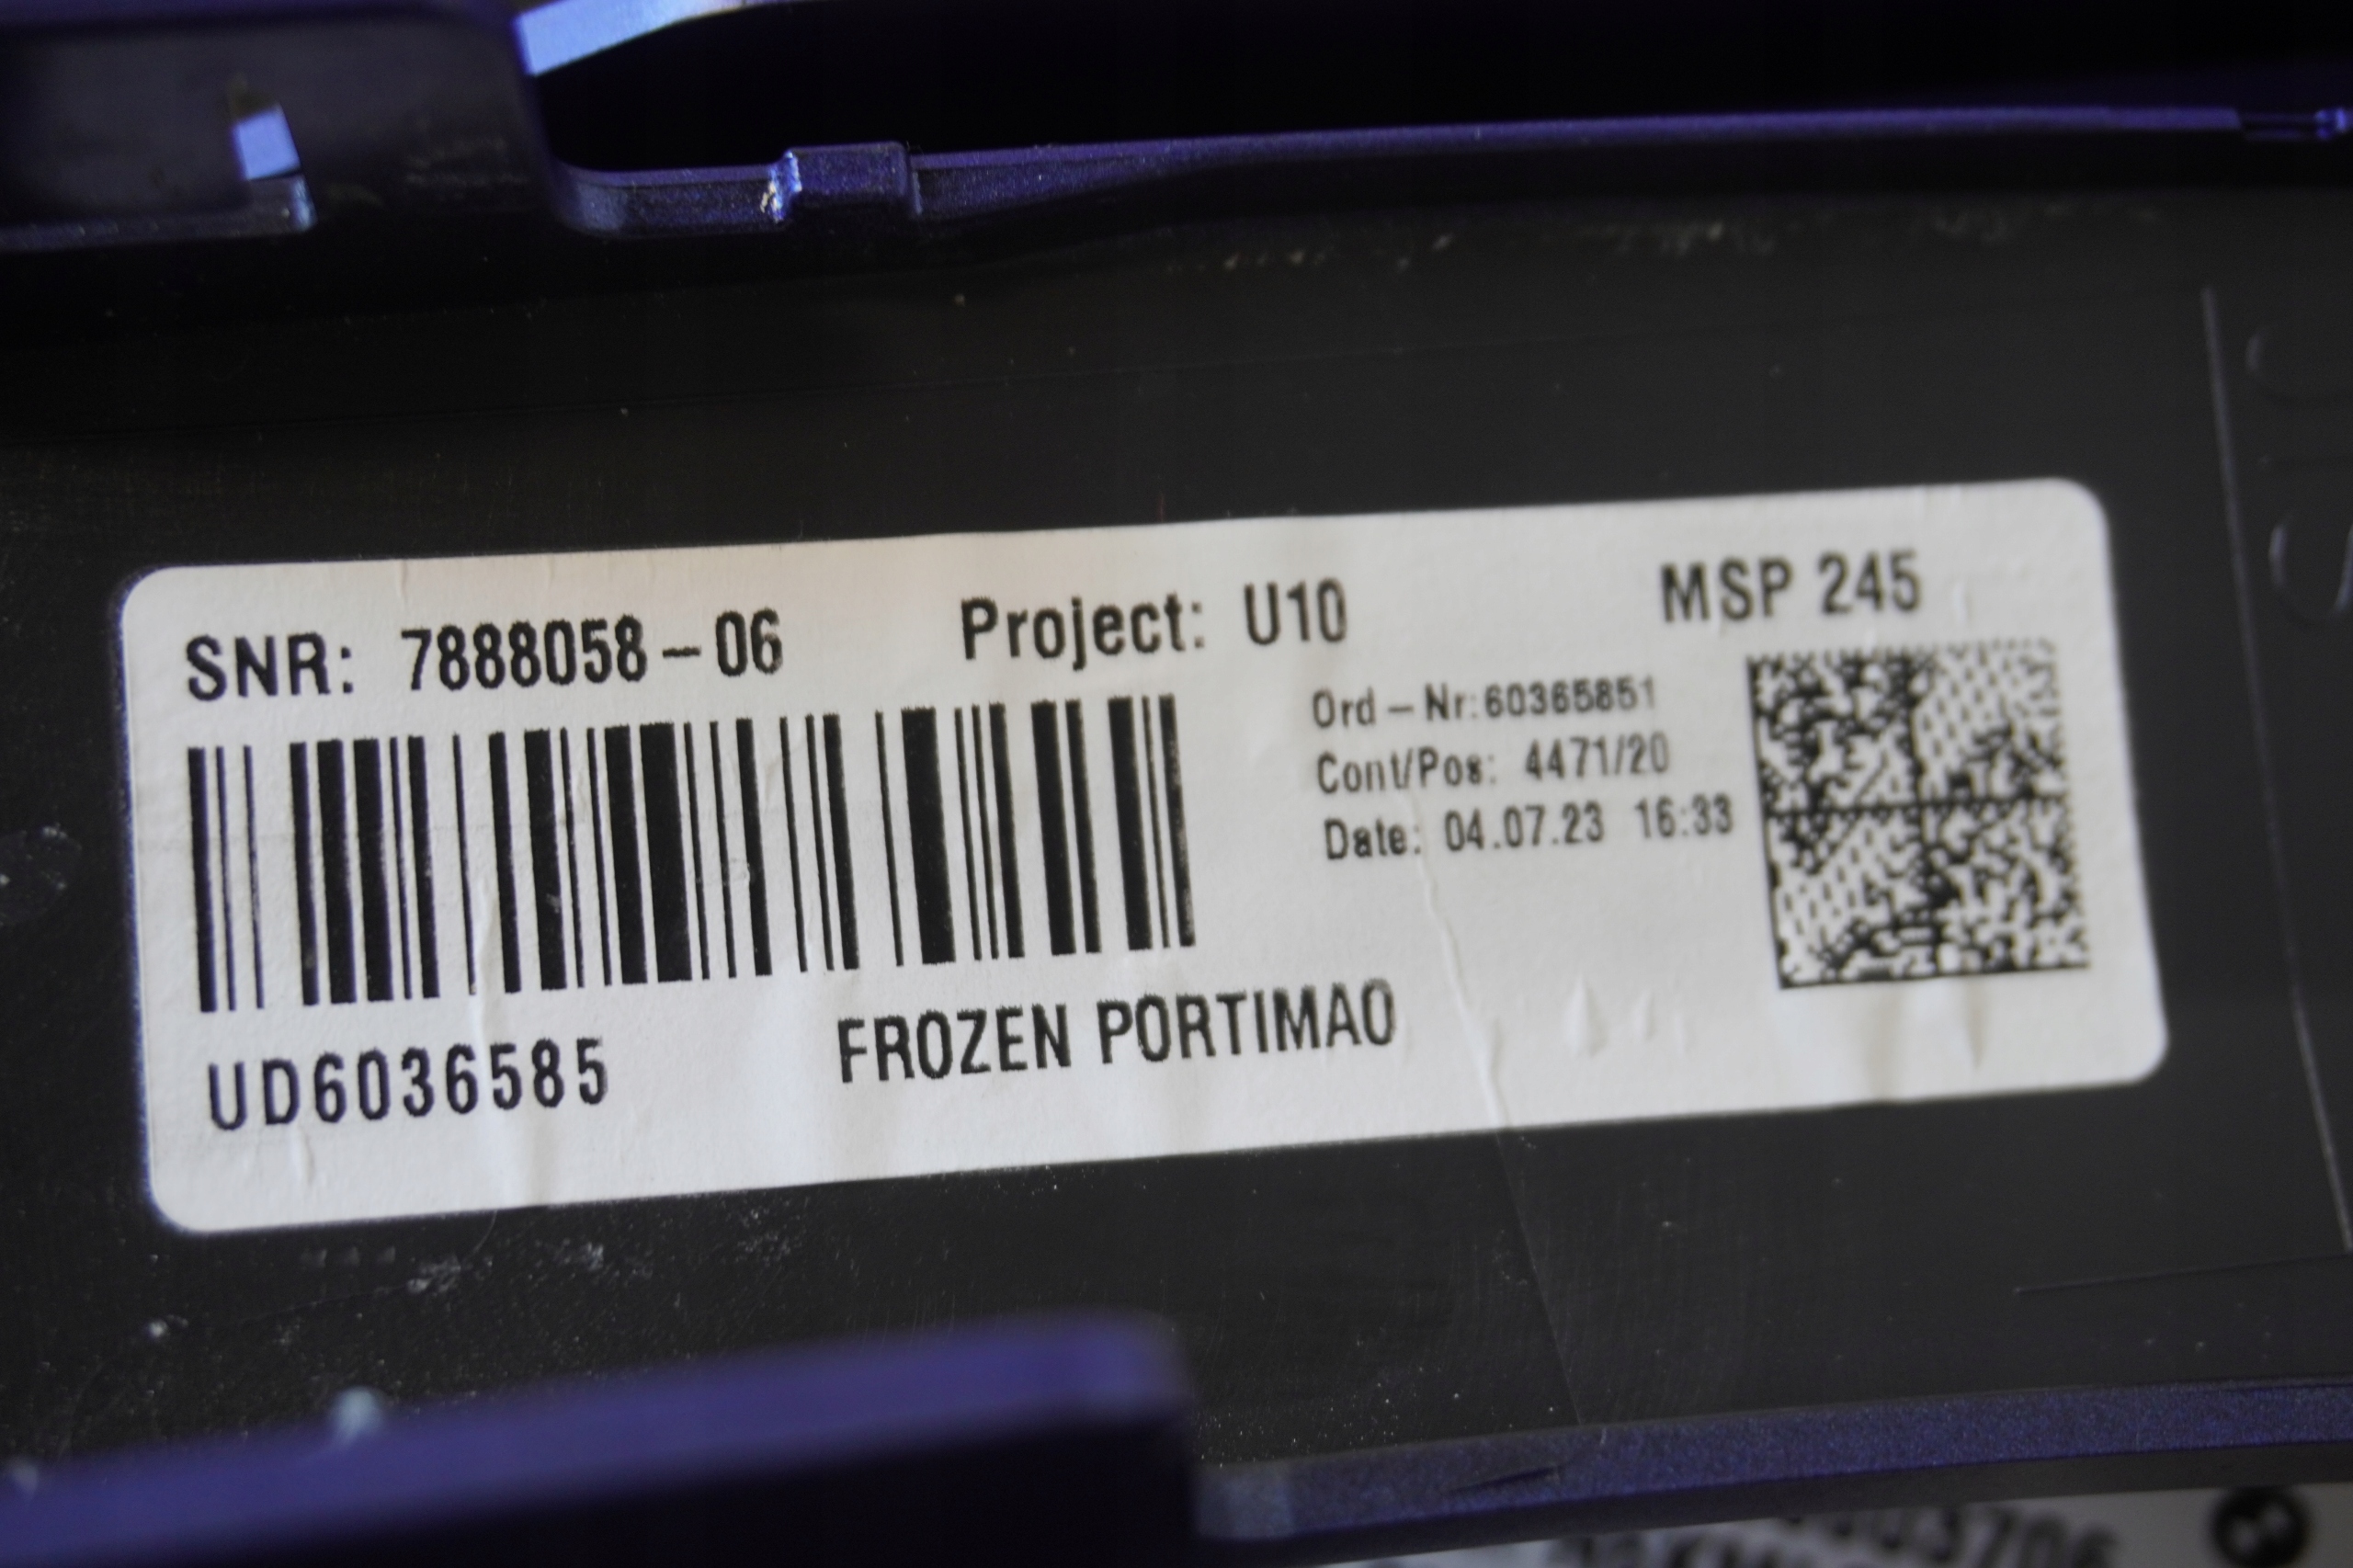 SNR: 7888058-06 Project: U10 MSP 245
Ord-Nr:60365851
Cont/Pos: 4471/20
Date: 04.07.23 16:33
UD6036585 FROZEN PORTIMAO